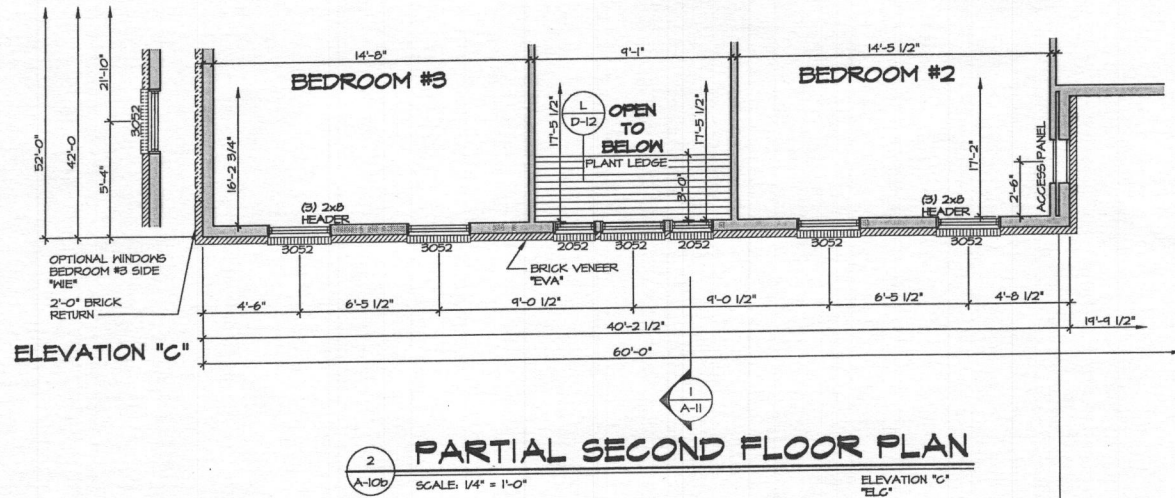 14'-8"
9'-1"
14'-5 1/2"
BEDROOM #3
BEDROOM #2
52'-0"
42'-0
21'-10"
5'-4"
3052
16'-2 3/4"
17'-5 1/2"
L
D-12
OPEN
TO
BELOW
PLANT LEDGE
17'-5 1/2"
3'-0"
17'-2"
2'-6"
ACCESS PANEL
(3) 2x8
HEADER
(3) 2x8
HEADER
3052
3052
2052
3052
2052
3052
3052
OPTIONAL WINDOWS
BEDROOM #3 SIDE
"WIE"
2'-0" BRICK
RETURN
BRICK VENEER
"EVA"
4'-6"
6'-5 1/2"
9'-0 1/2"
9'-0 1/2"
6'-5 1/2"
4'-8 1/2"
40'-2 1/2"
19'-9 1/2"
60'-0"
ELEVATION "C"
1
A-11
2
A-10b
PARTIAL SECOND FLOOR PLAN
SCALE: 1/4" = 1'-0"
ELEVATION "C"
"ELC"